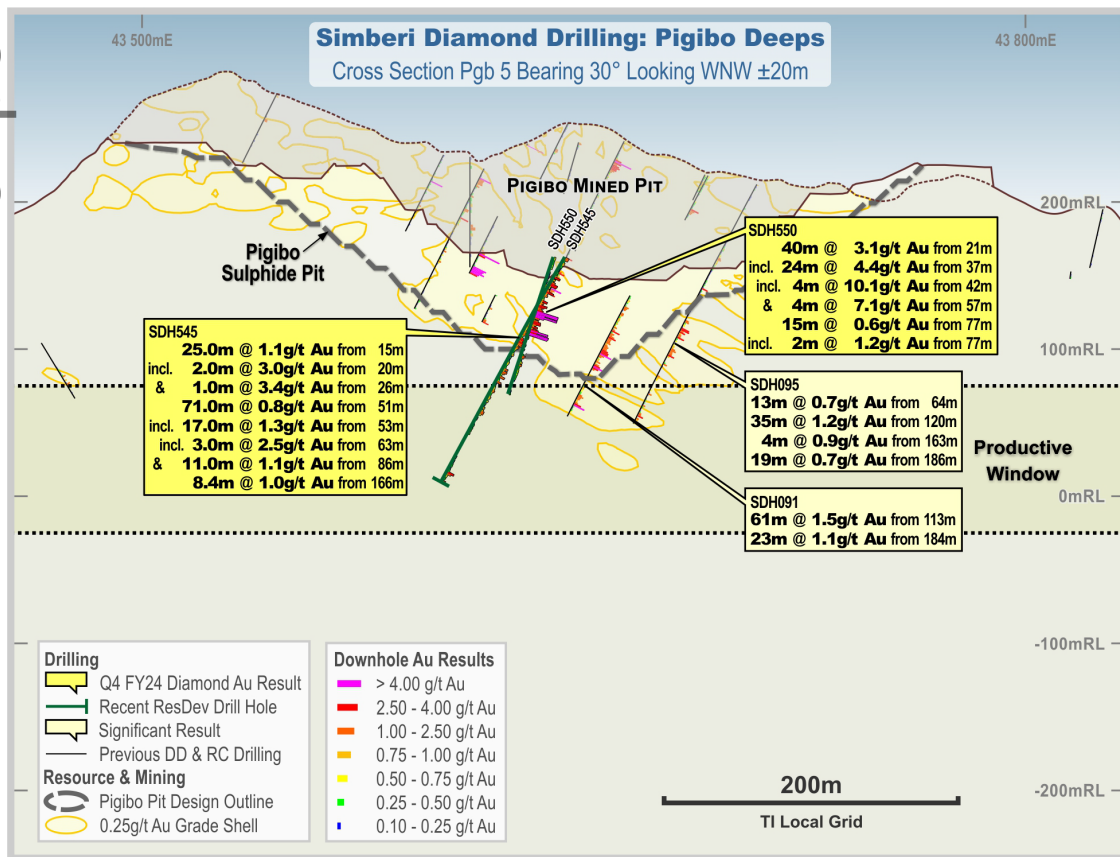 Simberi Diamond Drilling: Pigibo Deeps
Cross Section Pgb 5 Bearing 30° Looking WNW ±20m
43 500mE
43 800mE
PIGIBO MINED PIT
SDH550
SDH545
Pigibo
Sulphide Pit
200mRL
100mRL
0mRL
-100mRL
-200mRL
SDH550
40m @ 3.1g/t Au from 21m
incl. 24m @ 4.4g/t Au from 37m
incl. 4m @ 10.1g/t Au from 42m
& 4m @ 7.1g/t Au from 57m
15m @ 0.6g/t Au from 77m
incl. 2m @ 1.2g/t Au from 77m
SDH545
25.0m @ 1.1g/t Au from 15m
incl. 2.0m @ 3.0g/t Au from 20m
& 1.0m @ 3.4g/t Au from 26m
71.0m @ 0.8g/t Au from 51m
incl. 17.0m @ 1.3g/t Au from 53m
incl. 3.0m @ 2.5g/t Au from 63m
& 11.0m @ 1.1g/t Au from 86m
8.4m @ 1.0g/t Au from 166m
SDH095
13m @ 0.7g/t Au from 64m
35m @ 1.2g/t Au from 120m
4m @ 0.9g/t Au from 163m
19m @ 0.7g/t Au from 186m
Productive
Window
SDH091
61m @ 1.5g/t Au from 113m
23m @ 1.1g/t Au from 184m
Drilling
Q4 FY24 Diamond Au Result
Recent ResDev Drill Hole
Significant Result
Previous DD & RC Drilling
Resource & Mining
Pigibo Pit Design Outline
0.25g/t Au Grade Shell
Downhole Au Results
> 4.00 g/t Au
2.50 - 4.00 g/t Au
1.00 - 2.50 g/t Au
0.75 - 1.00 g/t Au
0.50 - 0.75 g/t Au
0.25 - 0.50 g/t Au
0.10 - 0.25 g/t Au
200m
TI Local Grid